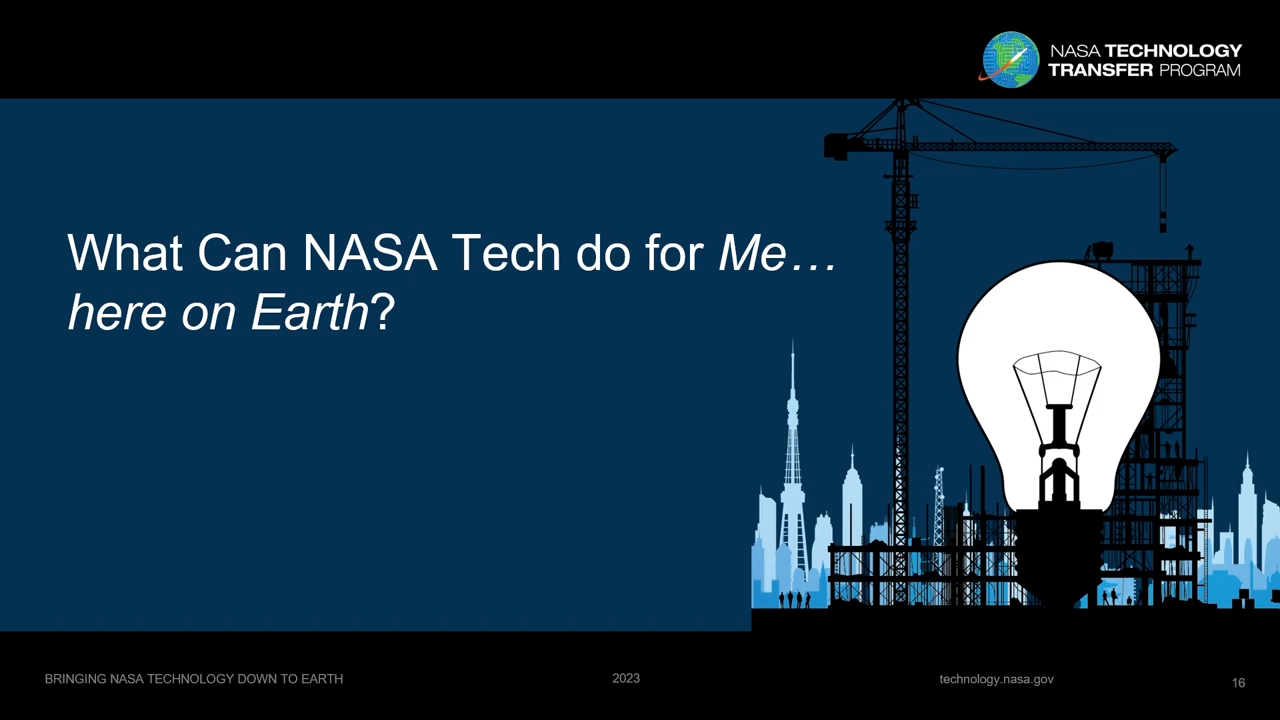 NASA TECHNOLOGY
TRANSFER PROGRAM
What Can NASA Tech do for Me…
here on Earth?
BRINGING NASA TECHNOLOGY DOWN TO EARTH
2023
technology.nasa.gov
16